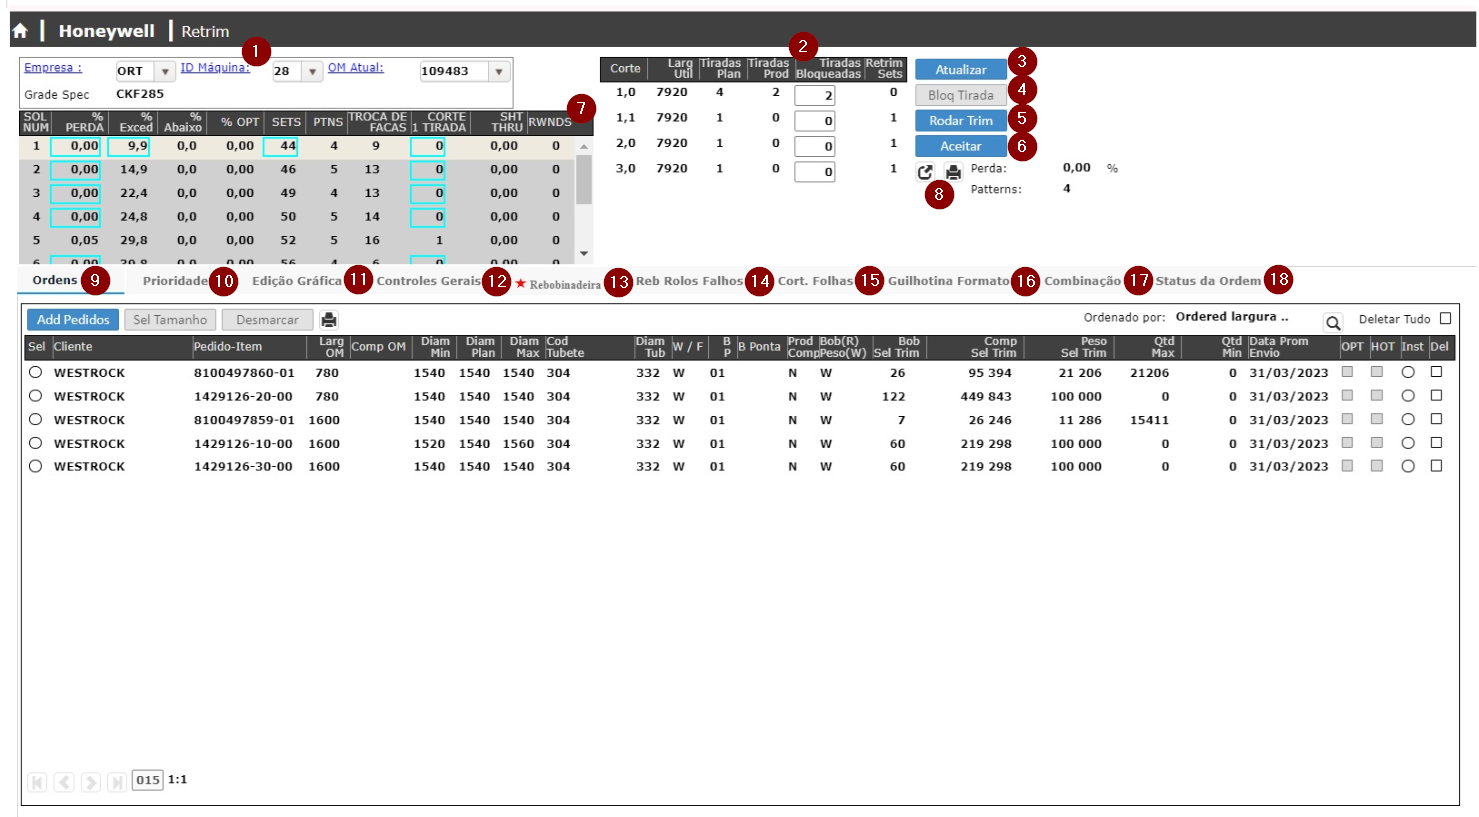 Honeywell Retrim
1 2
Empresa : ORT ID Máquina: 28 OM Atual: 109483
Grade Spec CKF285
Corte Larg Util Tiradas Plan Tiradas Prod Tiradas Bloqueadas Retrim Sets
1,0 7920 4 2 2 0
1,1 7920 1 0 0 1
2,0 7920 1 0 0 1
3,0 7920 1 0 0 1
Atualizar 3
Bloq Tirada 4
Rodar Trim 5
Aceitar 6
8 Perda: 0,00 %
Patterns: 4
7
SOL NUM % PERDA % Exced % Abaixo % OPT SETS PTNS TROCA DE FACAS CORTE 1 TIRADA SHT THRU RWNDS
1 0,00 9,9 0,0 0,00 44 4 9 0 0,00 0
2 0,00 14,9 0,0 0,00 46 5 13 0 0,00 0
3 0,00 22,4 0,0 0,00 49 4 13 0 0,00 0
4 0,00 24,8 0,0 0,00 50 5 14 0 0,00 0
5 0,05 29,8 0,0 0,00 52 5 16 1 0,00 0
6 0,00 29,8 0,0 0,00 56 4 6 0 0,00 0
Ordens 9 Prioridade 10 Edição Gráfica 11 Controles Gerais 12 Rebobinadeira 13 Reb Rolos Falhos 14 Cort. Folhas 15 Guilhotina Formato 16 Combinação 17 Status da Ordem 18
Add Pedidos Sel Tamanho Desmarcar Ordenado por: Ordered largura .. Deletar Tudo
Sel Cliente Pedido-Item Larg OM Comp OM Diam Min Diam Plan Diam Max Cod Tubete Diam Tub W / F B P B Ponta Prod Comp Bob(R) Peso(W) Bob Sel Trim Comp Sel Trim Peso Sel Trim Qtd Max Qtd Min Data Prom Envio OPT HOT Inst Del
WESTROCK 8100497860-01 780 1540 1540 1540 304 332 W 01 N W 26 95 394 21 206 21206 0 31/03/2023
WESTROCK 1429126-20-00 780 1540 1540 1540 304 332 W 01 N W 122 449 843 100 000 0 0 31/03/2023
WESTROCK 8100497859-01 1600 1540 1540 1540 304 332 W 01 N W 7 26 246 11 286 15411 0 31/03/2023
WESTROCK 1429126-10-00 1600 1520 1540 1560 304 332 W 01 N W 60 219 298 100 000 0 0 31/03/2023
WESTROCK 1429126-30-00 1600 1540 1540 1540 304 332 W 01 N W 60 219 298 100 000 0 0 31/03/2023
015 1:1